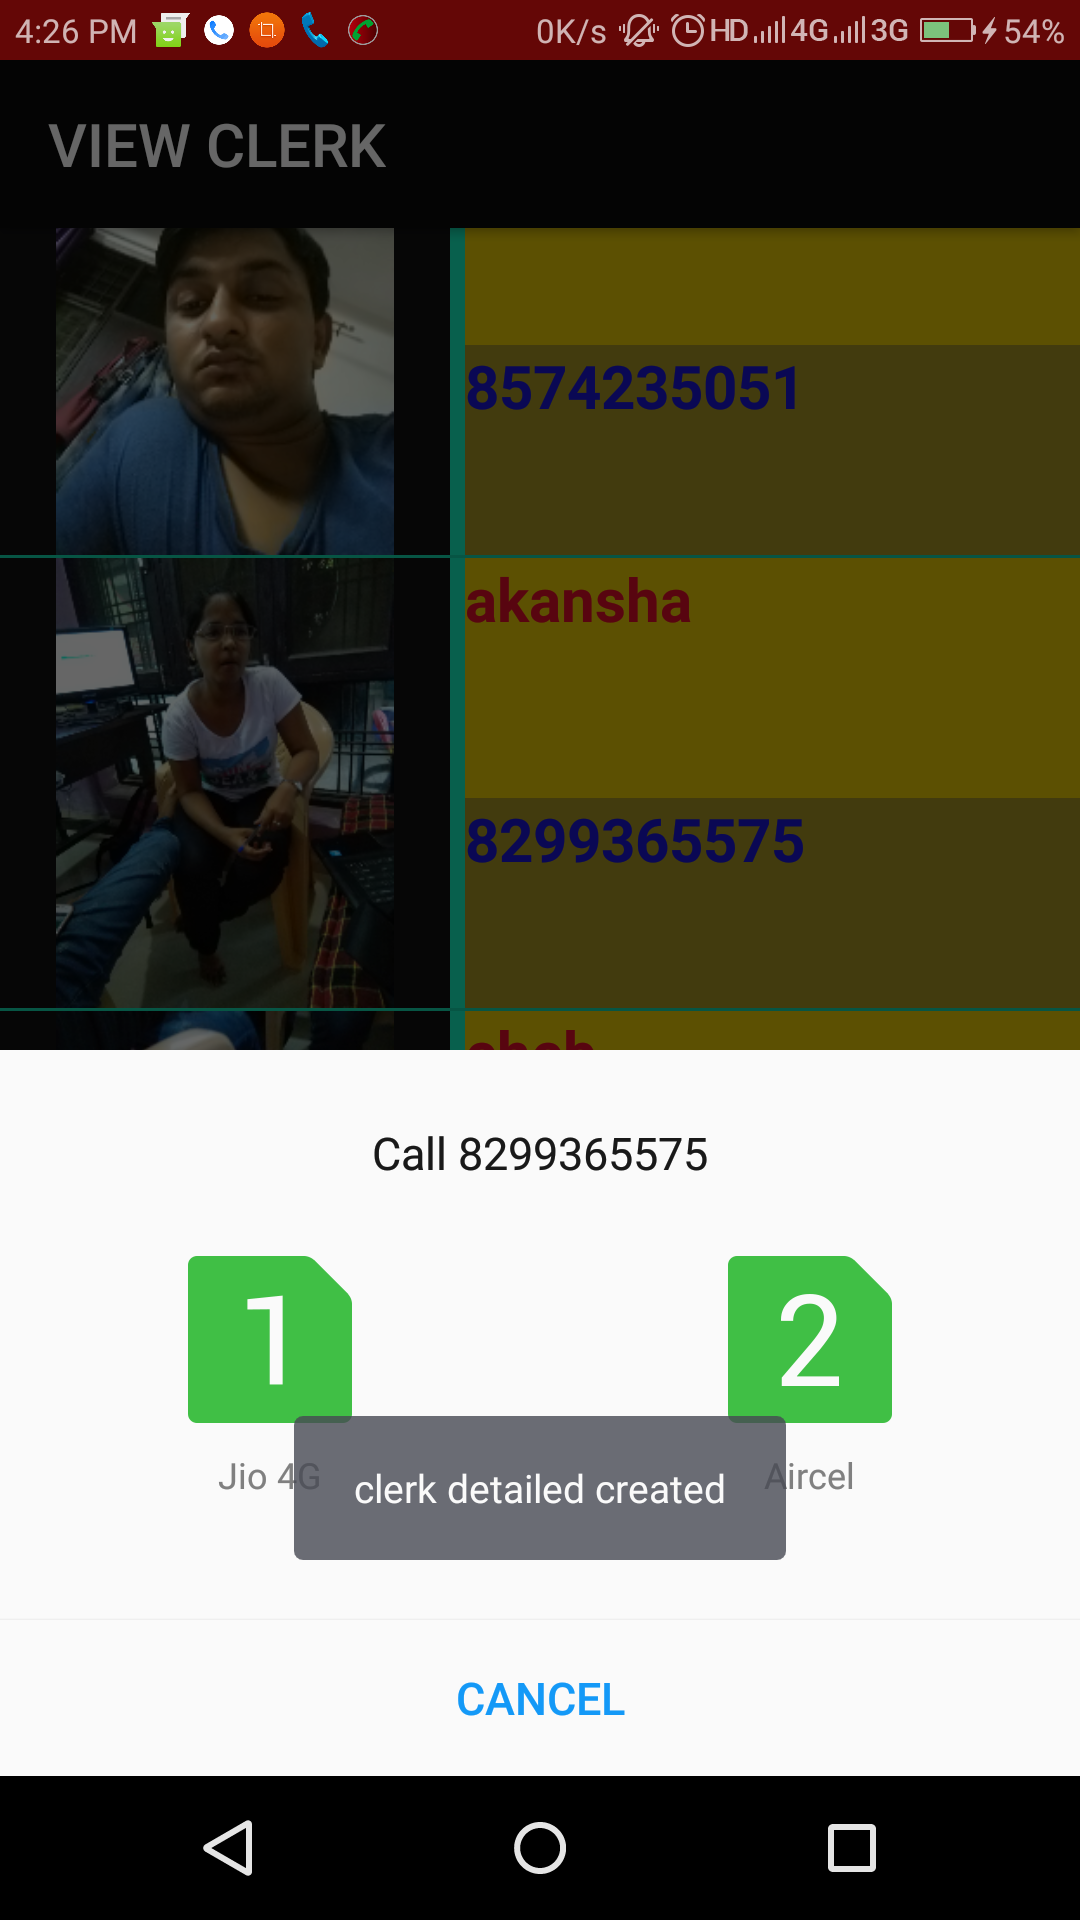 4:26 PM 0K/s HD 4G 3G 54%
VIEW CLERK
8574235051
akansha
8299365575
Call 8299365575
1 2
Jio 4G Aircel
clerk detailed created
CANCEL